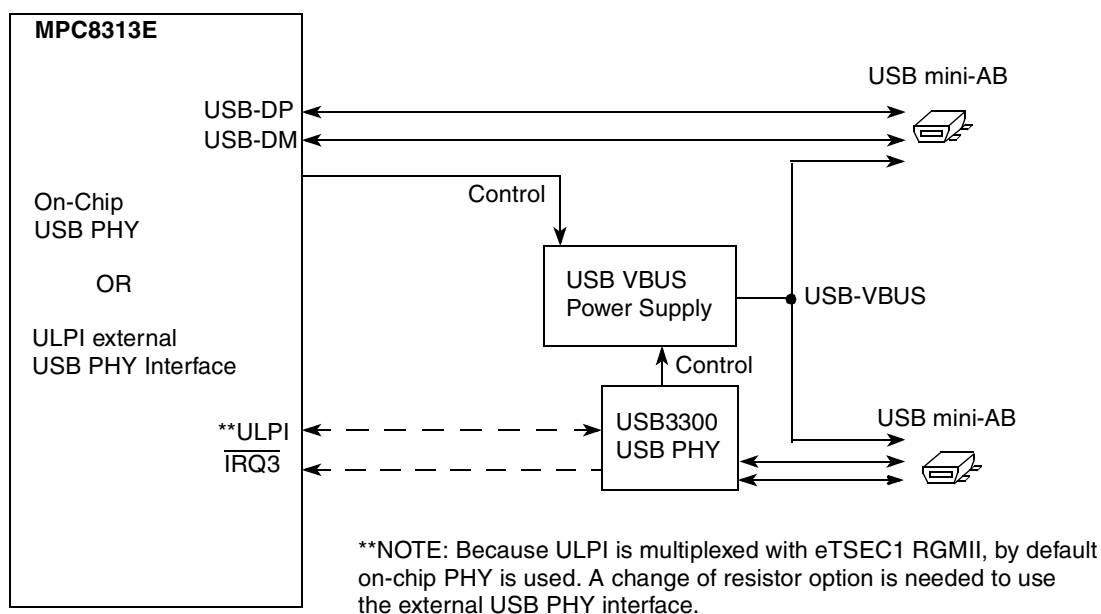 MPC8313E
USB mini-AB
USB-DP
USB-DM
Control
On-Chip
USB PHY
OR
ULPI external
USB PHY Interface
USB VBUS
Power Supply
USB-VBUS
Control
**ULPI
IRQ3
USB3300
USB PHY
USB mini-AB
**NOTE: Because ULPI is multiplexed with eTSEC1 RGMII, by default
on-chip PHY is used. A change of resistor option is needed to use
the external USB PHY interface.